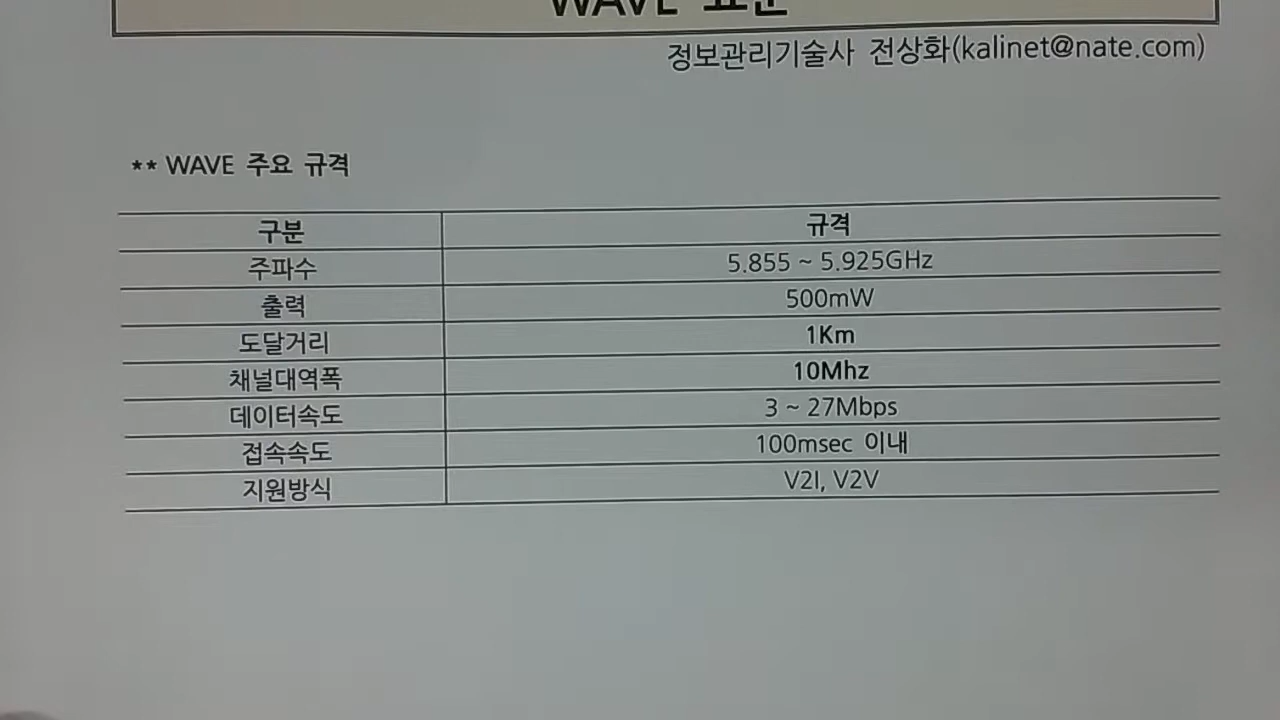 WAVE 표준
정보관리기술사 전상화(kalinet@nate.com)
** WAVE 주요 규격
구분 규격
주파수 5.855 ~ 5.925GHz
출력 500mW
도달거리 1Km
채널대역폭 10Mhz
데이터속도 3 ~ 27Mbps
접속속도 100msec 이내
지원방식 V2I, V2V